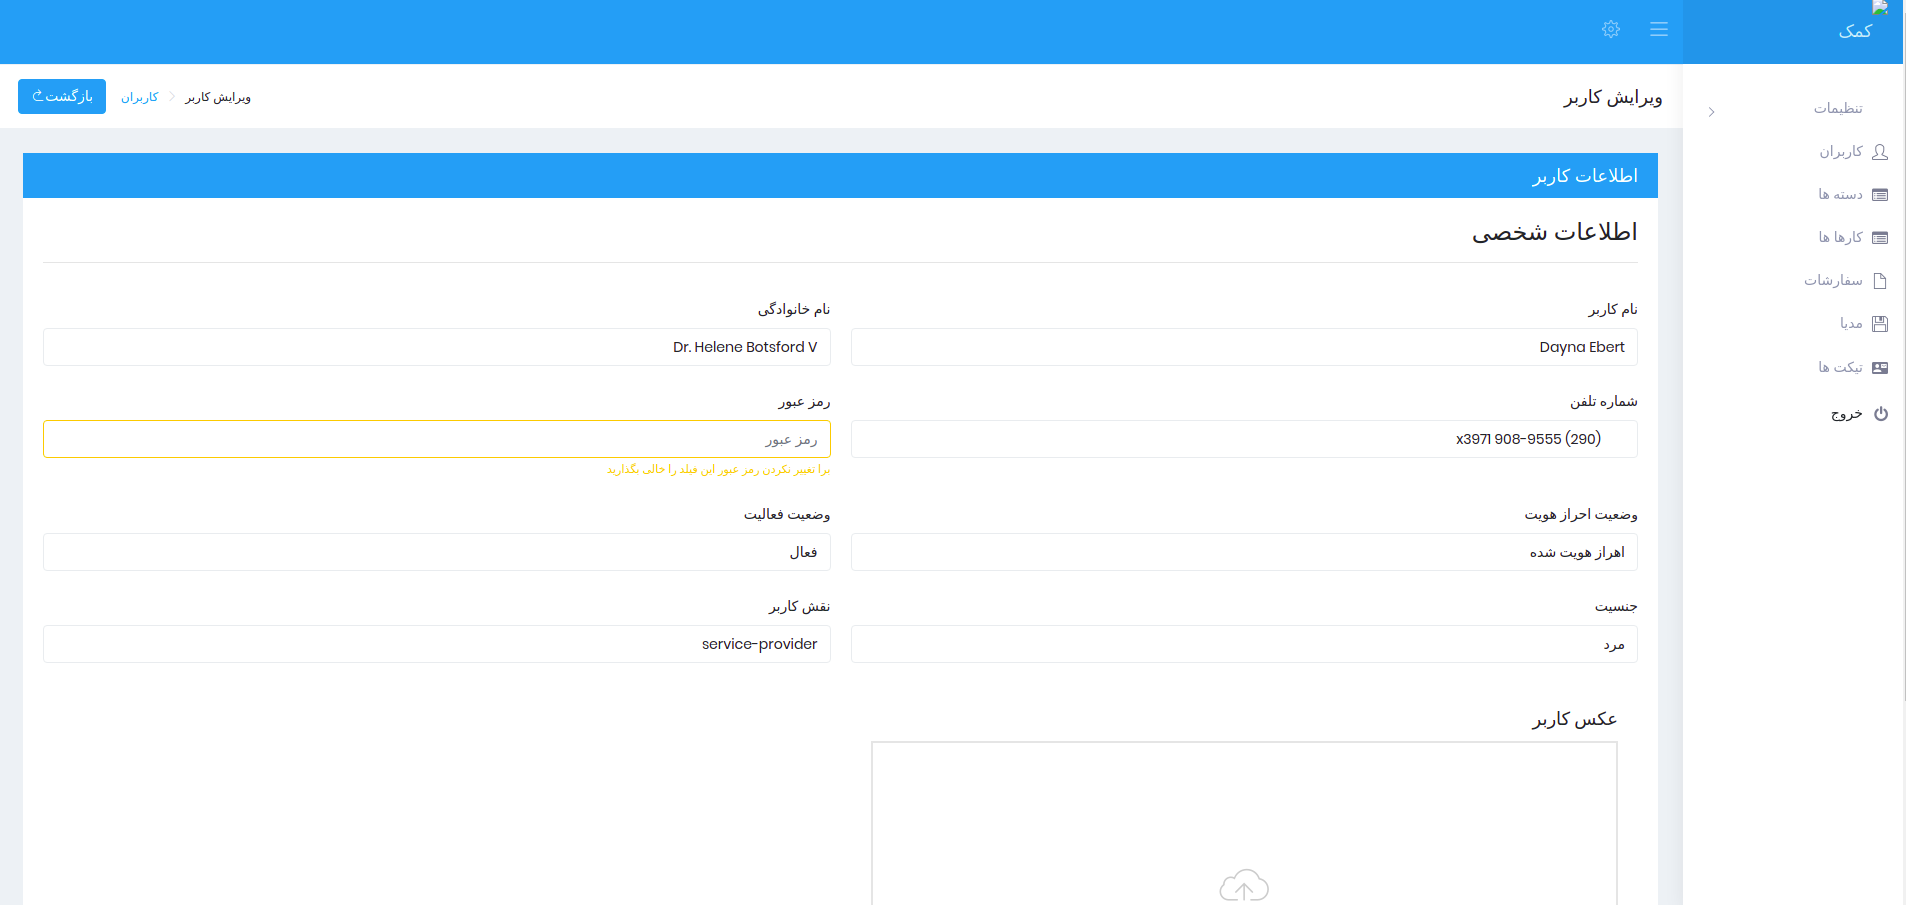 کمک
تنظیمات
کاربران
دسته ها
کارها ها
سفارشات
مدیا
تیکت ها
خروج
ویرایش کاربر
ویرایش کاربر
کاربران
بازگشت
اطلاعات کاربر
اطلاعات شخصی
نام کاربر
Dayna Ebert
نام خانوادگی
Dr. Helene Botsford V
شماره تلفن
(290) 908-9555 x3971
رمز عبور
رمز عبور
برا تغییر نکردن رمز عبور این فیلد را خالی بگذارید
وضعیت احراز هویت
اهراز هویت شده
وضعیت فعالیت
فعال
جنسیت
مرد
نقش کاربر
service-provider
عکس کاربر